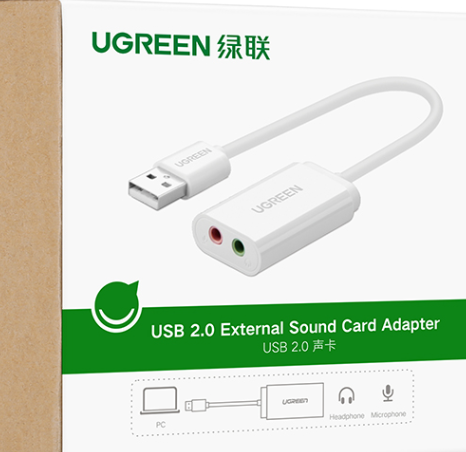 UGREEN 绿联
UGREEN
UGREEN
USB 2.0 External Sound Card Adapter
USB 2.0 声卡
UGREEN
PC
Headphone
Microphone